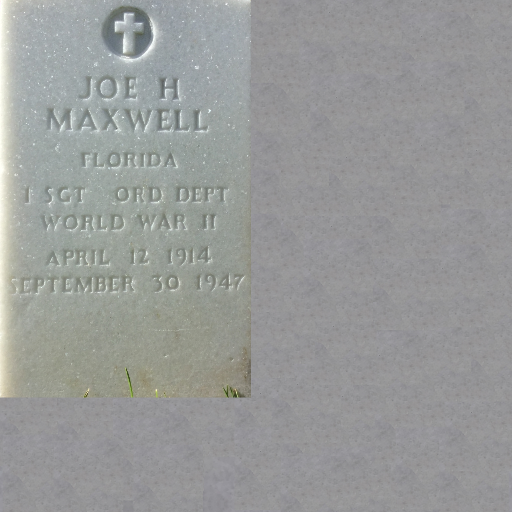 JOE H
MAXWELL
FLORIDA
1 SGT ORD DEPT
WORLD WAR II
APRIL 12 1914
SEPTEMBER 30 1947